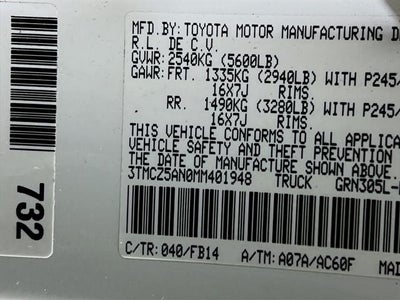 MFD.BY:TOYOTA MOTOR MANUFACTURING
R.L. DE C.V.
GVWR:2540KG (5600LB)
GAWR:FRT. 1335KG (2940LB) WITH P245/
16X7J RIMS.
RR. 1490KG (3280LB) WITH P245/
16X7J RIMS.
THIS VEHICLE CONFORMS TO ALL
VEHICLE SAFETY AND THEFT PREVENTION
THE DATE OF MANUFACTURE SHOWN ABOVE.
3TMCZ5AN0MM401948 TRUCK GRN305L-
C/TR:040/FB14 A/TM:A07A/AC60F
732